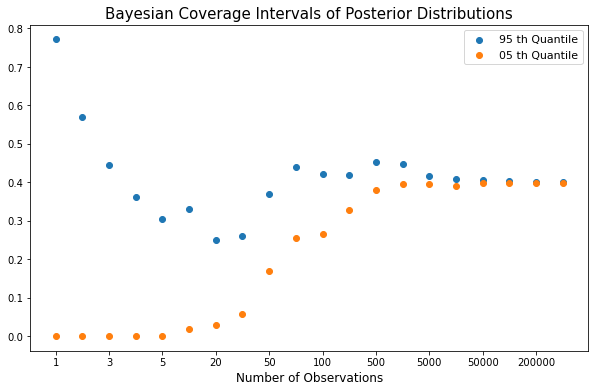 Bayesian Coverage Intervals of Posterior Distributions
95 th Quantile
05 th Quantile
0.8
0.7
0.6
0.5
0.4
0.3
0.2
0.1
0.0
1 3 5 20 50 100 500 5000 50000 200000
Number of Observations